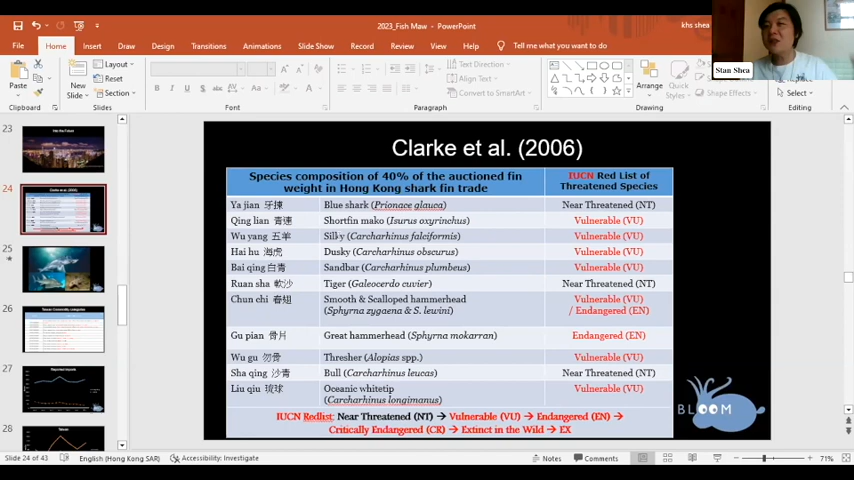 2023_Fish Maw - PowerPoint
khs shea
File
Home
Insert
Draw
Design
Transitions
Animations
Slide Show
Record
Review
View
Help
Tell me what you want to do
Paste
New
Slide
Layout
Reset
Section
Text Direction
Align Text
Convert to SmartArt
Arrange
Quick
Styles
Shape Effects
Select
Clipboard
Slides
Font
Paragraph
Drawing
Editing
Stan Shea
23
24
25
26
27
28
Clarke et al. (2006)
Species composition of 40% of the auctioned fin
weight in Hong Kong shark fin trade
IUCN Red List of
Threatened Species
Ya jian 牙揀 Blue shark (Prionace glauca) Near Threatened (NT)
Qing lian 青速 Shortfin mako (Isurus oxyrinchus) Vulnerable (VU)
Wu yang 五羊 Silky (Carcharhinus falciformis) Vulnerable (VU)
Hai hu 海虎 Dusky (Carcharhinus obscurus) Vulnerable (VU)
Bai qing 白青 Sandbar (Carcharhinus plumbeus) Vulnerable (VU)
Ruan sha 軟沙 Tiger (Galeocerdo cuvier) Near Threatened (NT)
Chun chi 春翅 Smooth & Scalloped hammerhead
(Sphyrna zygaena & S. lewini)
Vulnerable (VU)
/ Endangered (EN)
Gu pian 骨片 Great hammerhead (Sphyrna mokarran) Endangered (EN)
Wu gu 勿骨 Thresher (Alopias spp.) Vulnerable (VU)
Sha qing 沙青 Bull (Carcharhinus leucas) Near Threatened (NT)
Liu qiu 琉球 Oceanic whitetip
(Carcharhinus longimanus)
Vulnerable (VU)
IUCN Redlist: Near Threatened (NT) → Vulnerable (VU) → Endangered (EN) →
Critically Endangered (CR) → Extinct in the Wild → EX
BLOOM
Slide 24 of 43
English (Hong Kong SAR)
Accessibility: Investigate
Notes
Comments
71%